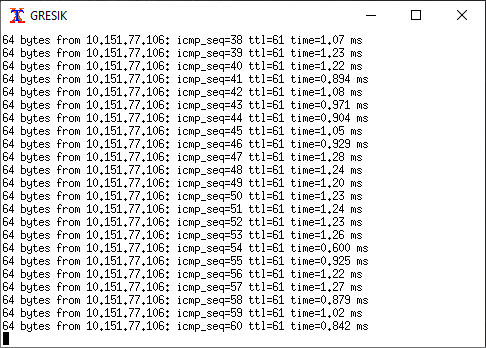 GRESIK
64 bytes from 10.151.77.106: icmp_seq=38 ttl=61 time=1.07 ms
64 bytes from 10.151.77.106: icmp_seq=39 ttl=61 time=1.23 ms
64 bytes from 10.151.77.106: icmp_seq=40 ttl=61 time=1.22 ms
64 bytes from 10.151.77.106: icmp_seq=41 ttl=61 time=0.894 ms
64 bytes from 10.151.77.106: icmp_seq=42 ttl=61 time=1.08 ms
64 bytes from 10.151.77.106: icmp_seq=43 ttl=61 time=0.971 ms
64 bytes from 10.151.77.106: icmp_seq=44 ttl=61 time=0.904 ms
64 bytes from 10.151.77.106: icmp_seq=45 ttl=61 time=1.05 ms
64 bytes from 10.151.77.106: icmp_seq=46 ttl=61 time=0.929 ms
64 bytes from 10.151.77.106: icmp_seq=47 ttl=61 time=1.28 ms
64 bytes from 10.151.77.106: icmp_seq=48 ttl=61 time=1.24 ms
64 bytes from 10.151.77.106: icmp_seq=49 ttl=61 time=1.20 ms
64 bytes from 10.151.77.106: icmp_seq=50 ttl=61 time=1.23 ms
64 bytes from 10.151.77.106: icmp_seq=51 ttl=61 time=1.24 ms
64 bytes from 10.151.77.106: icmp_seq=52 ttl=61 time=1.23 ms
64 bytes from 10.151.77.106: icmp_seq=53 ttl=61 time=1.26 ms
64 bytes from 10.151.77.106: icmp_seq=54 ttl=61 time=0.600 ms
64 bytes from 10.151.77.106: icmp_seq=55 ttl=61 time=0.925 ms
64 bytes from 10.151.77.106: icmp_seq=56 ttl=61 time=1.22 ms
64 bytes from 10.151.77.106: icmp_seq=57 ttl=61 time=1.27 ms
64 bytes from 10.151.77.106: icmp_seq=58 ttl=61 time=0.879 ms
64 bytes from 10.151.77.106: icmp_seq=59 ttl=61 time=1.02 ms
64 bytes from 10.151.77.106: icmp_seq=60 ttl=61 time=0.842 ms